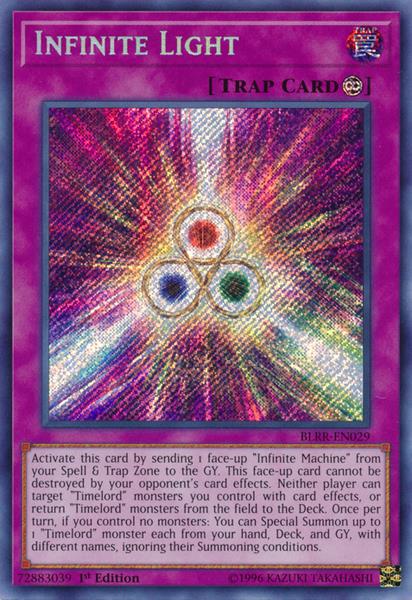 INFINITE LIGHT
TRAP
罠
[TRAP CARD∞]
BLRR-EN029
Activate this card by sending 1 face-up "Infinite Machine" from
your Spell & Trap Zone to the GY. This face-up card cannot be
destroyed by your opponent's card effects. Neither player can
target "Timelord" monsters you control with card effects, or
return "Timelord" monsters from the field to the Deck. Once per
turn, if you control no monsters: You can Special Summon up to
1 "Timelord" monster each from your hand, Deck, and GY, with
different names, ignoring their Summoning conditions.
72883039 1st Edition ©1996 KAZUKI TAKAHASHI